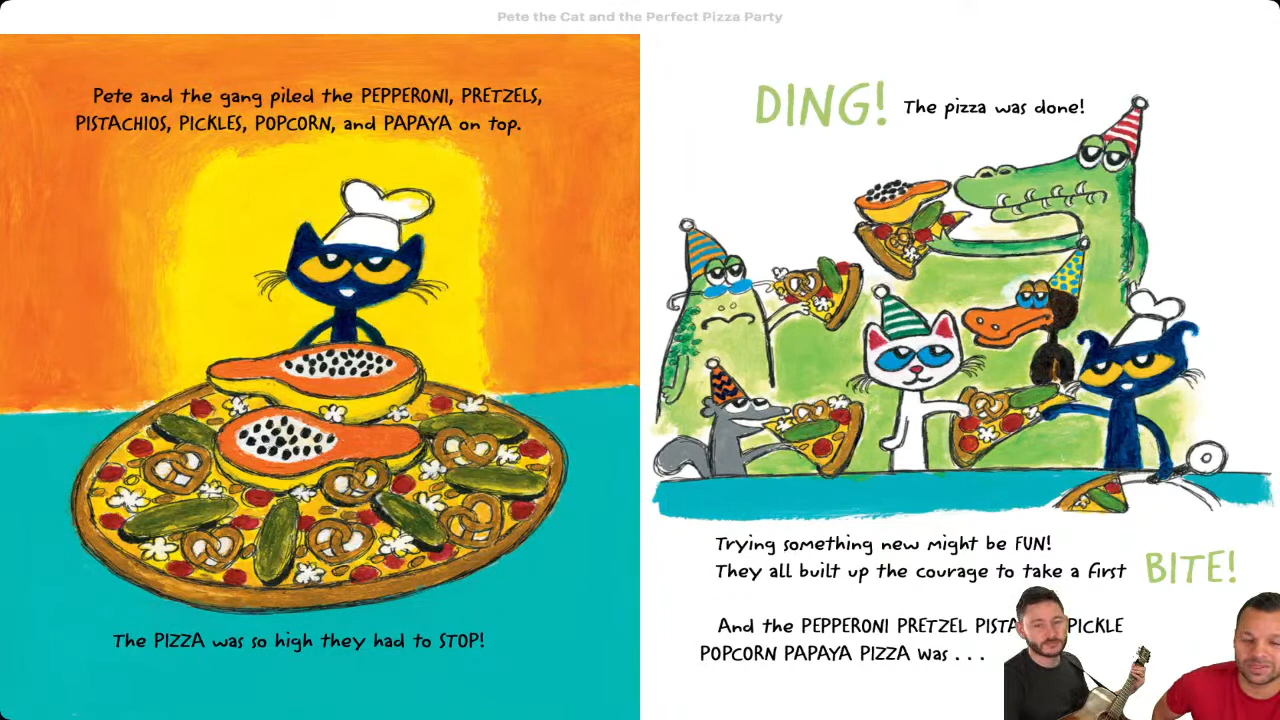 Pete the Cat and the Perfect Pizza Party
Pete and the gang piled the PEPPERONI, PRETZELS,
PISTACHIOS, PICKLES, POPCORN, and PAPAYA on top.
The PIZZA was so high they had to STOP!
DING! The pizza was done!
Trying something new might be FUN!
They all built up the courage to take a first BITE!
And the PEPPERONI PRETZEL PICKLE
POPCORN PAPAYA PIZZA was . . .